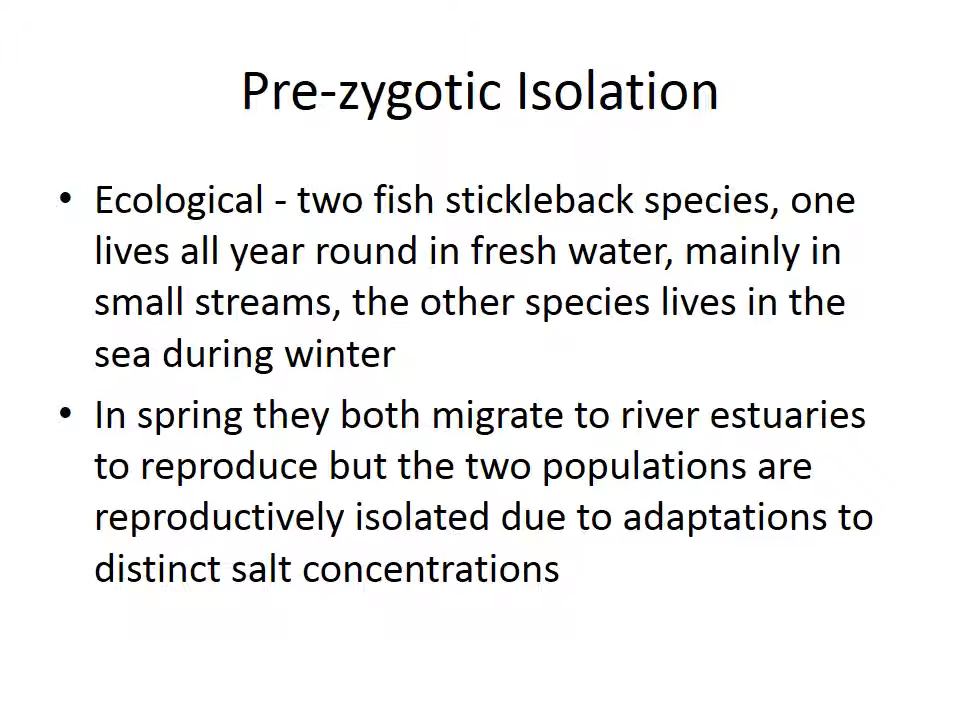 Pre-zygotic Isolation
• Ecological - two fish stickleback species, one
lives all year round in fresh water, mainly in
small streams, the other species lives in the
sea during winter
• In spring they both migrate to river estuaries
to reproduce but the two populations are
reproductively isolated due to adaptations to
distinct salt concentrations